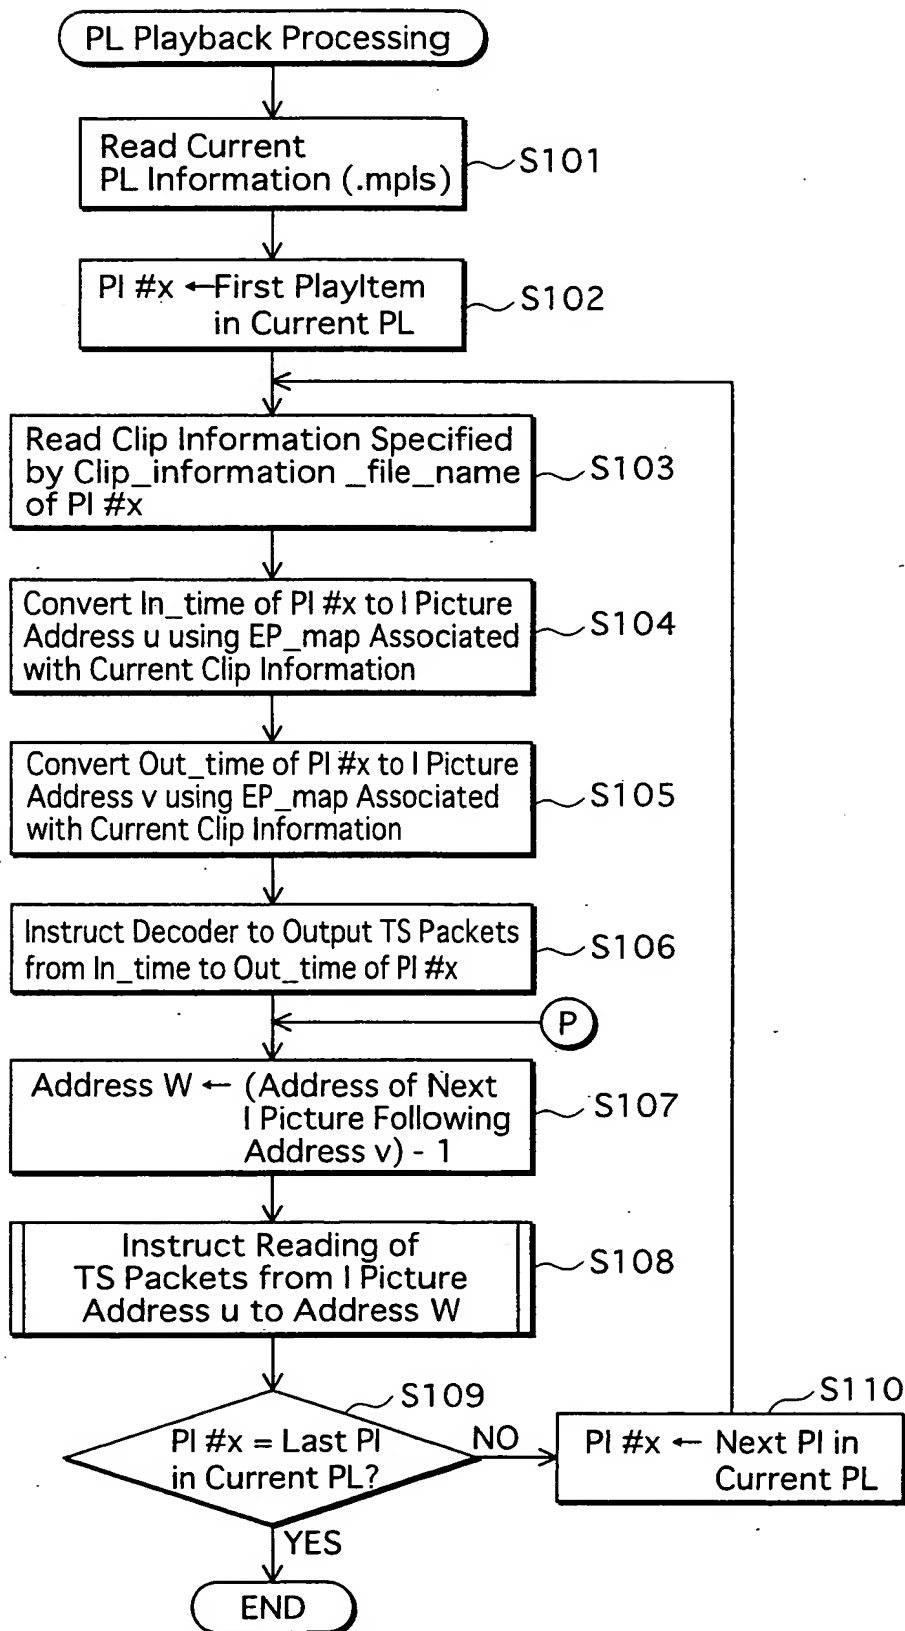 PL Playback Processing
Read Current
PL Information (.mpls)
S101
PI #x ←First PlayItem
in Current PL
S102
Read Clip Information Specified
by Clip_information _file_name
of PI #x
S103
Convert In_time of PI #x to I Picture
Address u using EP_map Associated
with Current Clip Information
S104
Convert Out_time of PI #x to I Picture
Address v using EP_map Associated
with Current Clip Information
S105
Instruct Decoder to Output TS Packets
from In_time to Out_time of PI #x
S106
P
Address W ← (Address of Next
I Picture Following
Address v) - 1
S107
Instruct Reading of
TS Packets from I Picture
Address u to Address W
S108
S109
PI #x = Last PI
in Current PL?
NO
S110
PI #x ← Next PI in
Current PL
YES
END